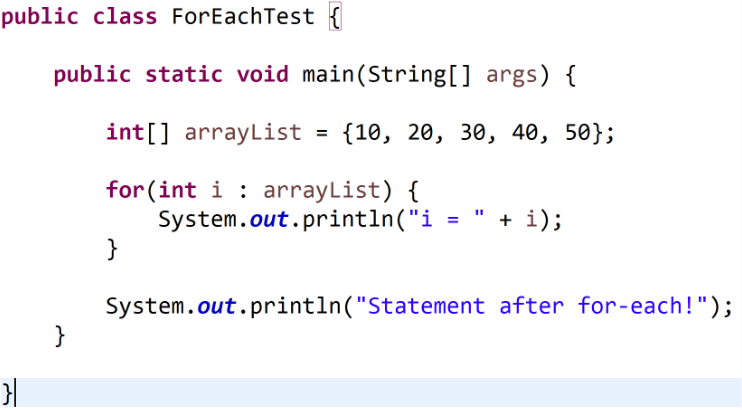 public class ForEachTest {
public static void main(String[] args) {
int[] arrayList = {10, 20, 30, 40, 50};
for(int i : arrayList) {
System.out.println("i = " + i);
}
System.out.println("Statement after for-each!");
}
}